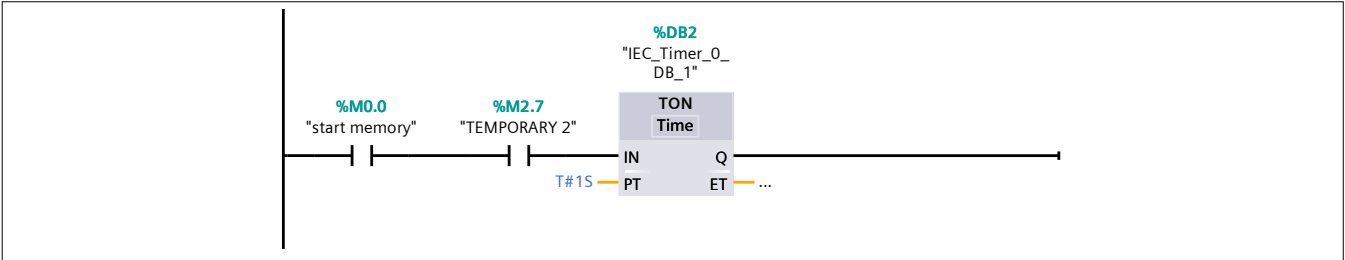 %DB2
"IEC_Timer_0_
DB_1"
%M0.0
"start memory"
%M2.7
"TEMPORARY 2"
TON
Time
IN
Q
T#1S
PT
ET
...